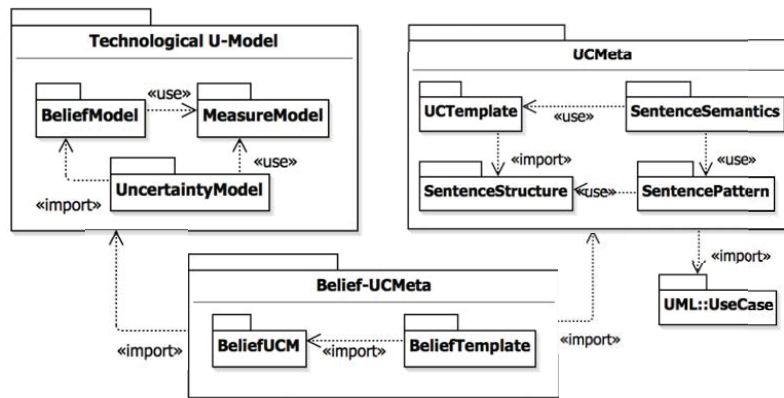 Technological U-Model
BeliefModel
«use»
MeasureModel
«import»
UncertaintyModel
«use»
UCMeta
UCTemplate
«use»
SentenceSemantics
«import»
«use»
SentenceStructure
«use»
SentencePattern
«import»
UML::UseCase
Belief-UCMeta
«import»
BeliefUCM
«import»
BeliefTemplate
«import»